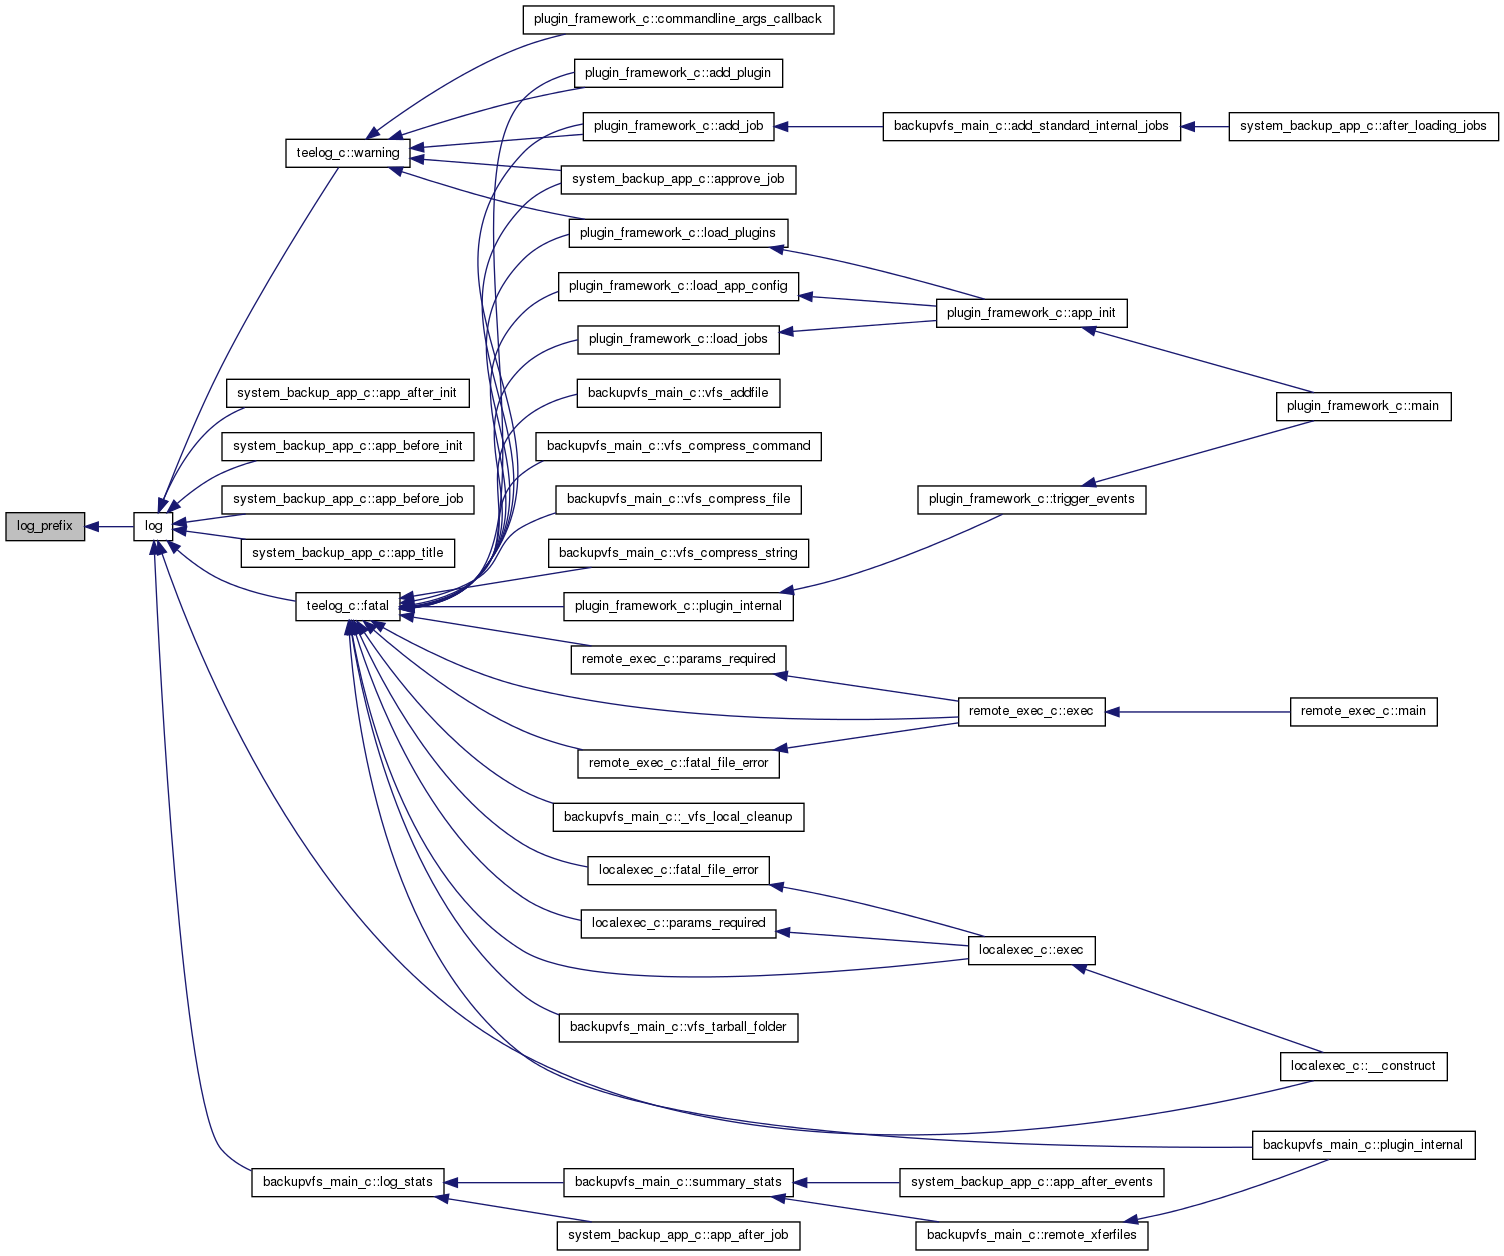 plugin_framework_c::commandline_args_callback
plugin_framework_c::add_plugin
plugin_framework_c::add_job
backupvfs_main_c::add_standard_internal_jobs
system_backup_app_c::after_loading_jobs
teelog_c::warning
system_backup_app_c::approve_job
plugin_framework_c::load_plugins
plugin_framework_c::load_app_config
plugin_framework_c::app_init
plugin_framework_c::load_jobs
system_backup_app_c::app_after_init
backupvfs_main_c::vfs_addfile
plugin_framework_c::main
system_backup_app_c::app_before_init
backupvfs_main_c::vfs_compress_command
system_backup_app_c::app_before_job
backupvfs_main_c::vfs_compress_file
plugin_framework_c::trigger_events
log_prefix
log
system_backup_app_c::app_title
backupvfs_main_c::vfs_compress_string
teelog_c::fatal
plugin_framework_c::plugin_internal
remote_exec_c::params_required
remote_exec_c::exec
remote_exec_c::main
remote_exec_c::fatal_file_error
backupvfs_main_c::_vfs_local_cleanup
localexec_c::fatal_file_error
localexec_c::params_required
localexec_c::exec
backupvfs_main_c::vfs_tarball_folder
localexec_c::__construct
backupvfs_main_c::plugin_internal
backupvfs_main_c::log_stats
backupvfs_main_c::summary_stats
system_backup_app_c::app_after_events
system_backup_app_c::app_after_job
backupvfs_main_c::remote_xferfiles